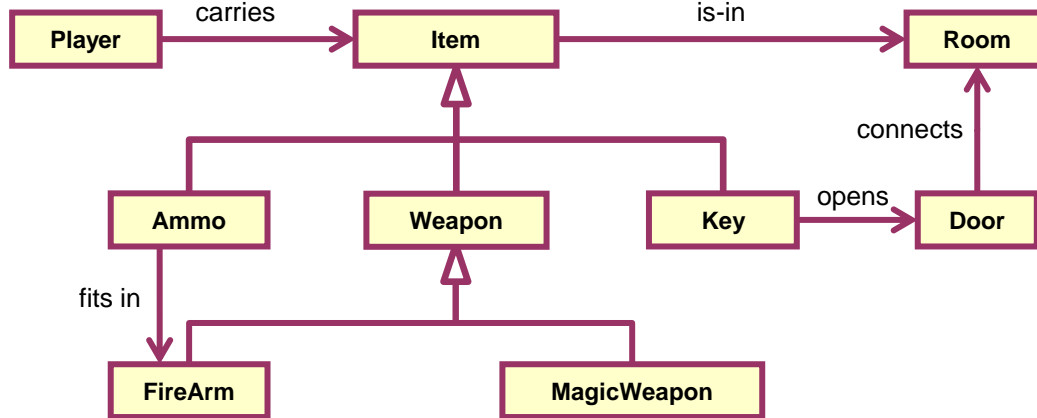 carries
is-in
Player
Item
Room
connects
Ammo
Weapon
Key
opens
Door
fits in
FireArm
MagicWeapon